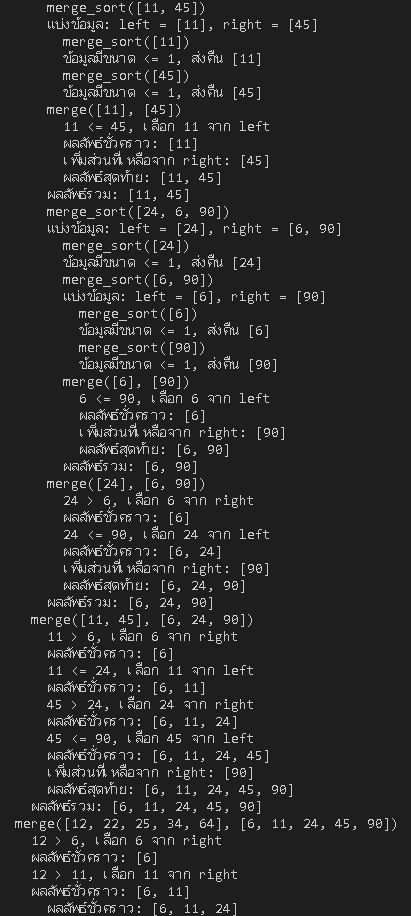 merge_sort([11, 45])
แบ่งข้อมูล: left = [11], right = [45]
merge_sort([11])
ข้อมูลมีขนาด <= 1, ส่งคืน [11]
merge_sort([45])
ข้อมูลมีขนาด <= 1, ส่งคืน [45]
merge([11], [45])
11 <= 45, เลือก 11 จาก left
ผลลัพธ์ชั่วคราว: [11]
เพิ่มส่วนที่เหลือจาก right: [45]
ผลลัพธ์สุดท้าย: [11, 45]
ผลลัพธ์รวม: [11, 45]
merge_sort([24, 6, 90])
แบ่งข้อมูล: left = [24], right = [6, 90]
merge_sort([24])
ข้อมูลมีขนาด <= 1, ส่งคืน [24]
merge_sort([6, 90])
แบ่งข้อมูล: left = [6], right = [90]
merge_sort([6])
ข้อมูลมีขนาด <= 1, ส่งคืน [6]
merge_sort([90])
ข้อมูลมีขนาด <= 1, ส่งคืน [90]
merge([6], [90])
6 <= 90, เลือก 6 จาก left
ผลลัพธ์ชั่วคราว: [6]
เพิ่มส่วนที่เหลือจาก right: [90]
ผลลัพธ์สุดท้าย: [6, 90]
ผลลัพธ์รวม: [6, 90]
merge([24], [6, 90])
24 > 6, เลือก 6 จาก right
ผลลัพธ์ชั่วคราว: [6]
24 <= 90, เลือก 24 จาก left
ผลลัพธ์ชั่วคราว: [6, 24]
เพิ่มส่วนที่เหลือจาก right: [90]
ผลลัพธ์สุดท้าย: [6, 24, 90]
ผลลัพธ์รวม: [6, 24, 90]
merge([11, 45], [6, 24, 90])
11 > 6, เลือก 6 จาก right
ผลลัพธ์ชั่วคราว: [6]
11 <= 24, เลือก 11 จาก left
ผลลัพธ์ชั่วคราว: [6, 11]
45 > 24, เลือก 24 จาก right
ผลลัพธ์ชั่วคราว: [6, 11, 24]
45 <= 90, เลือก 45 จาก left
ผลลัพธ์ชั่วคราว: [6, 11, 24, 45]
เพิ่มส่วนที่เหลือจาก right: [90]
ผลลัพธ์สุดท้าย: [6, 11, 24, 45, 90]
ผลลัพธ์รวม: [6, 11, 24, 45, 90]
merge([12, 22, 25, 34, 64], [6, 11, 24, 45, 90])
12 > 6, เลือก 6 จาก right
ผลลัพธ์ชั่วคราว: [6]
12 > 11, เลือก 11 จาก right
ผลลัพธ์ชั่วคราว: [6, 11]
ผลลัพธ์ชั่วคราว: [6, 11, 24]